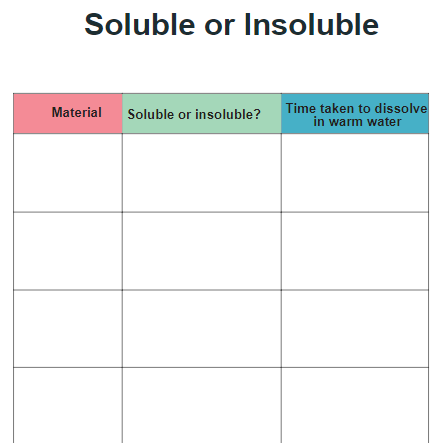 Soluble or Insoluble
Material
Soluble or insoluble?
Time taken to dissolve
in warm water